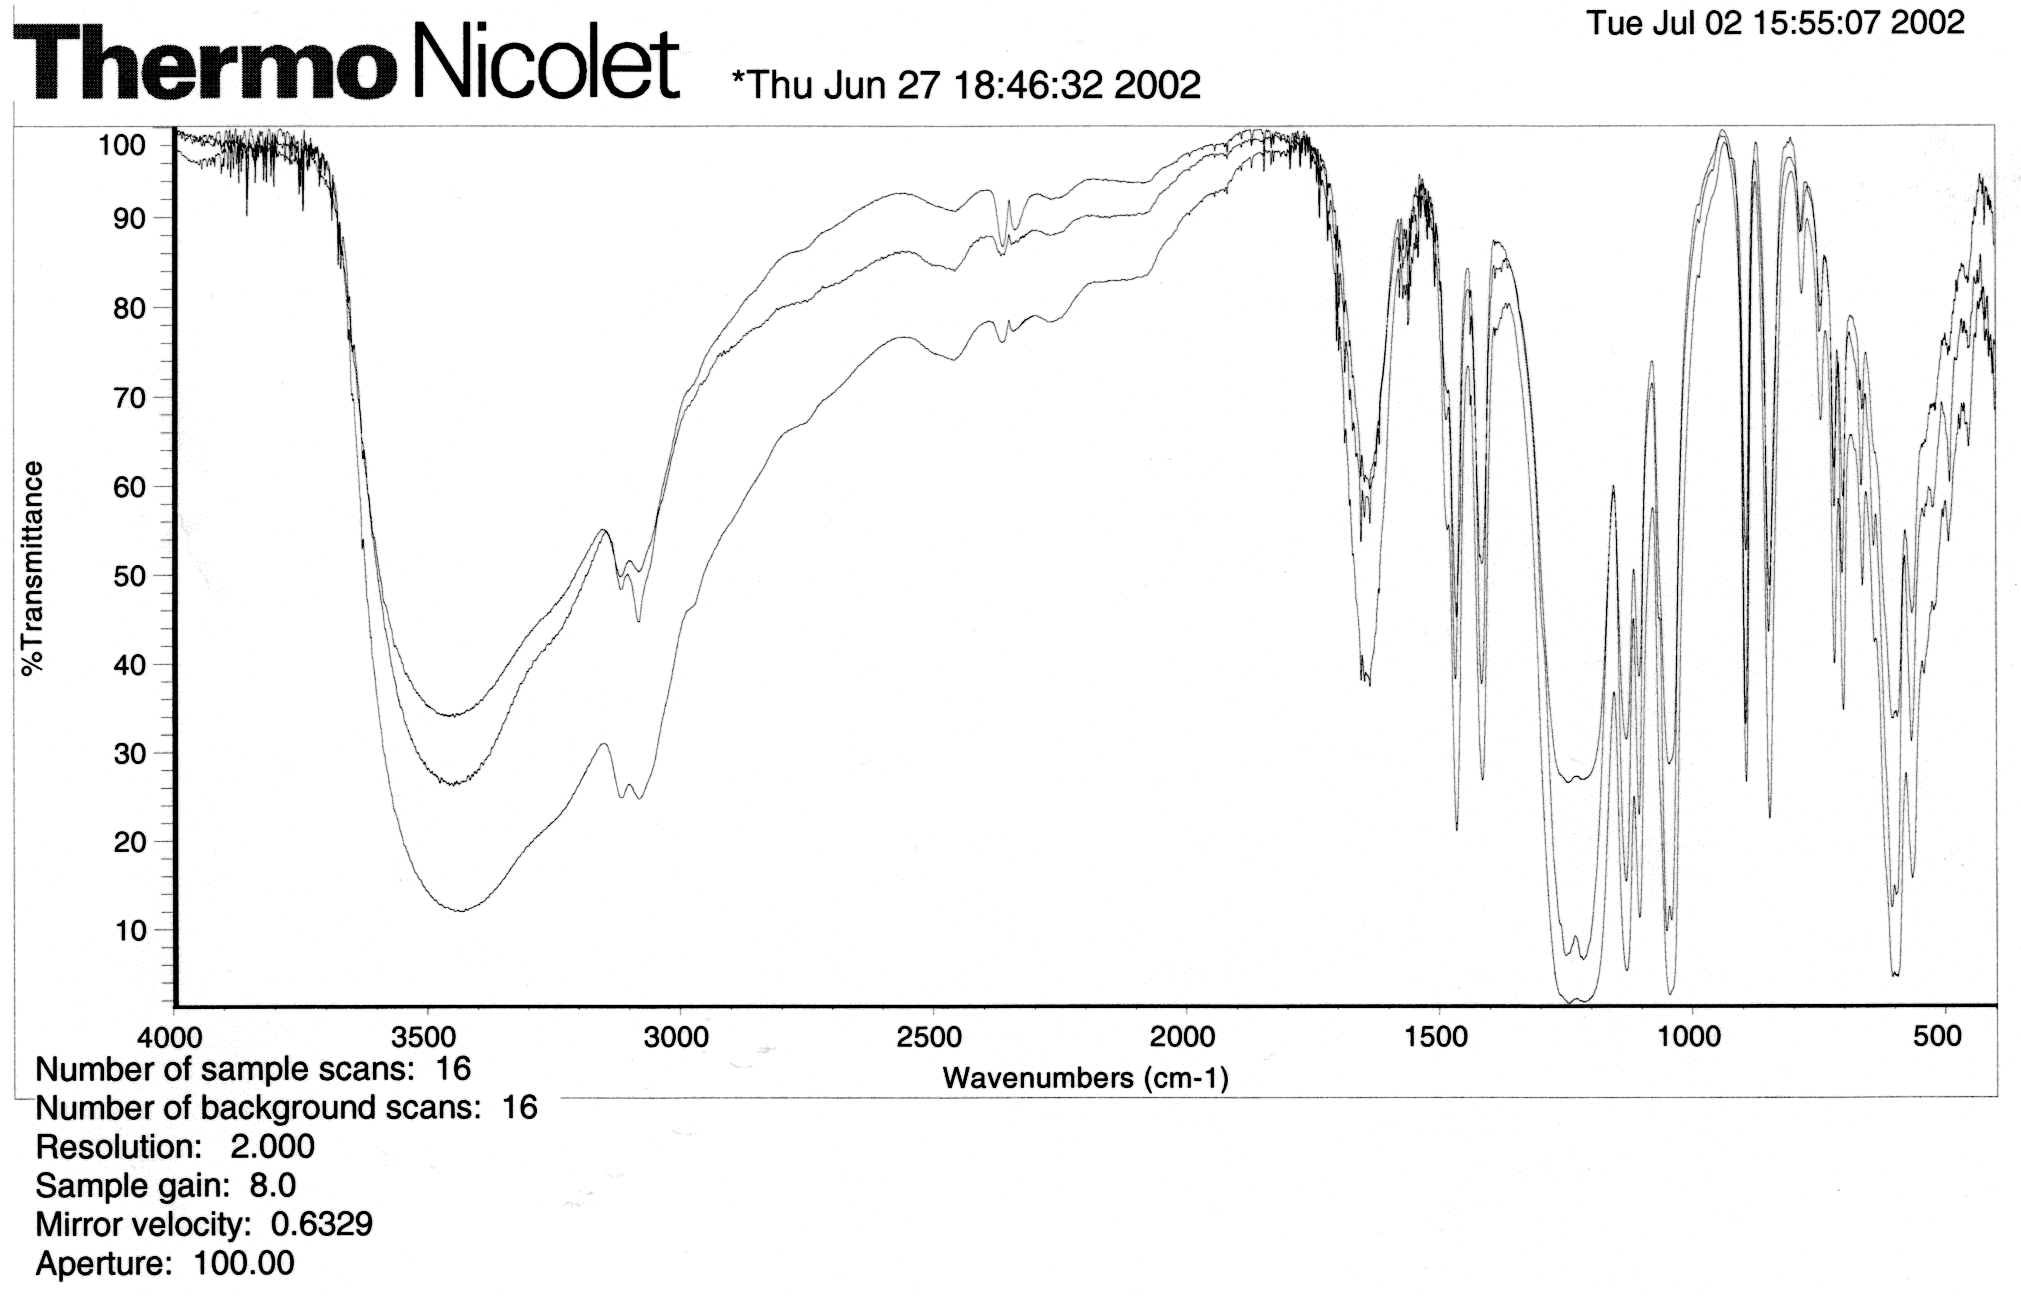 Tue Jul 02 15:55:07 2002
Thermo Nicolet *Thu Jun 27 18:46:32 2002
100
90
80
70
60
50
40
30
20
10
%Transmittance
4000 3500 3000 2500 2000 1500 1000 500
Wavenumbers (cm-1)
Number of sample scans: 16
Number of background scans: 16
Resolution: 2.000
Sample gain: 8.0
Mirror velocity: 0.6329
Aperture: 100.00